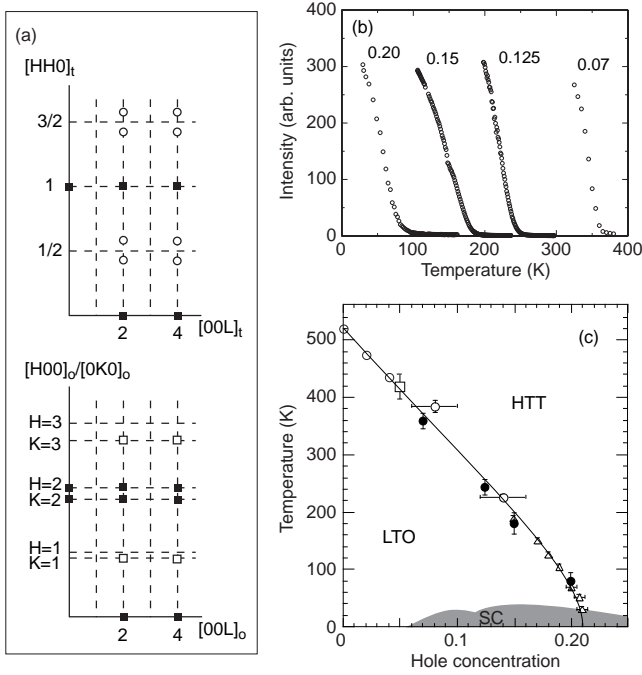 (a)
[HH0]t
3/2
1
1/2
2 4 [00L]t
[H00]o/[0K0]o
H=3
K=3
H=2
K=2
H=1
K=1
2 4 [00L]o
(b)
Intensity (arb. units)
400
300
200
100
0
0.20 0.15 0.125 0.07
0 100 200 300 400
Temperature (K)
(c)
Temperature (K)
500
400
300
200
100
0
HTT
LTO
SC
0 0.1 0.20
Hole concentration